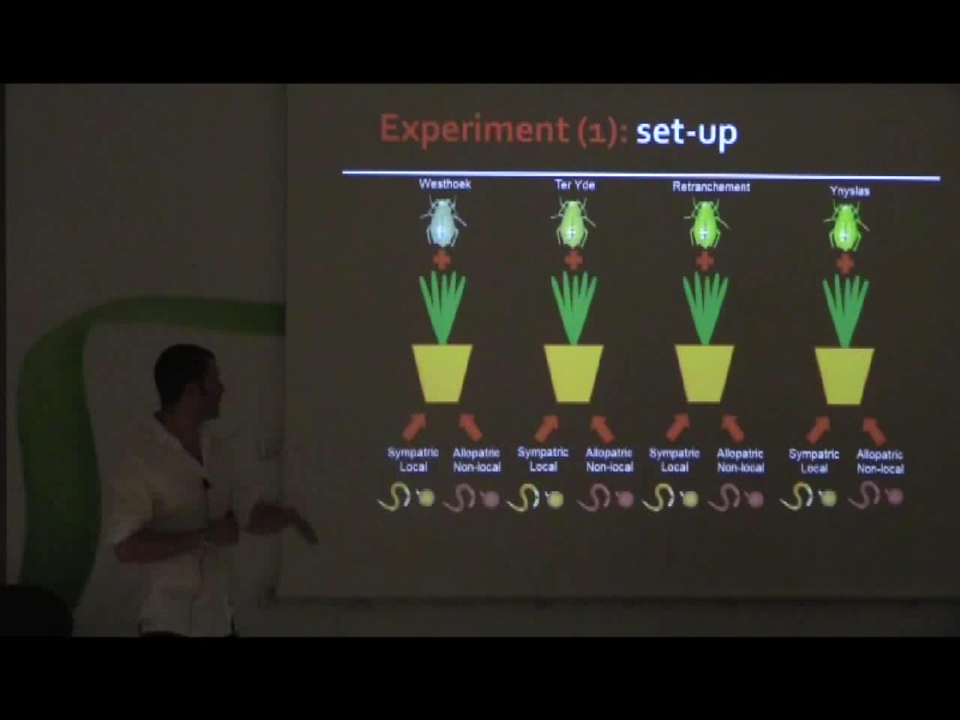 Experiment (1): set-up
Westhoek Ter Yde Retranchement Ynyslas
Sympatric Allopatric Sympatric Allopatric Sympatric Allopatric Sympatric Allopatric
Local Non-local Local Non-local Local Non-local Local Non-local